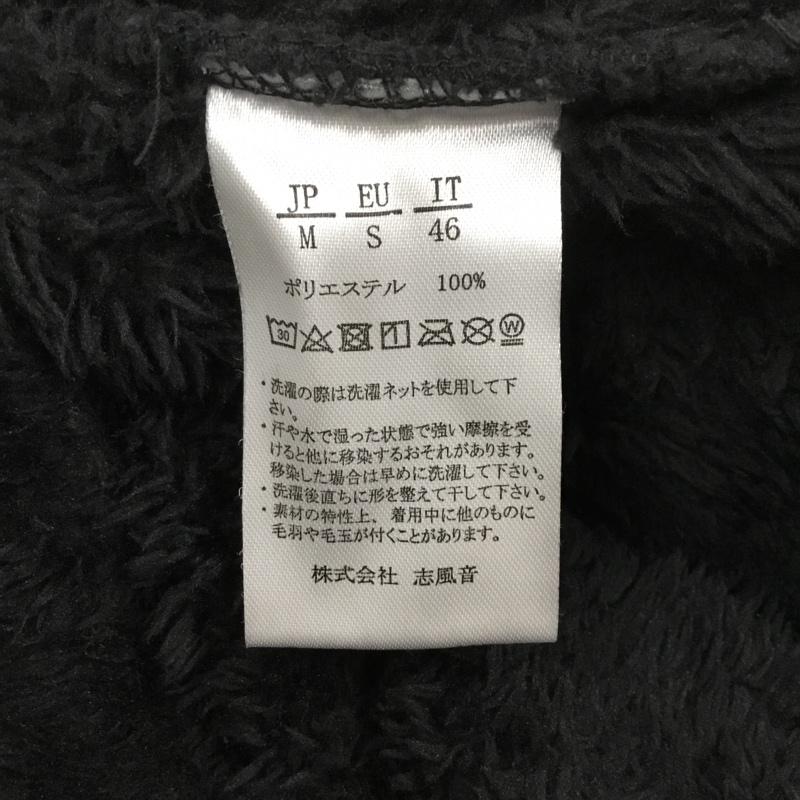 JP EU IT
M S 46
ポリエステル 100%
30 W
・洗濯の際は洗濯ネットを使用して下
さい。
・汗や水で湿った状態で強い摩擦を受
けると他に移染するおそれがあります。
移染した場合は早めに洗濯して下さい。
・洗濯後直ちに形を整えて干して下さい。
・素材の特性上、着用中に他のものに
毛羽や毛玉が付くことがあります。
株式会社 志風音